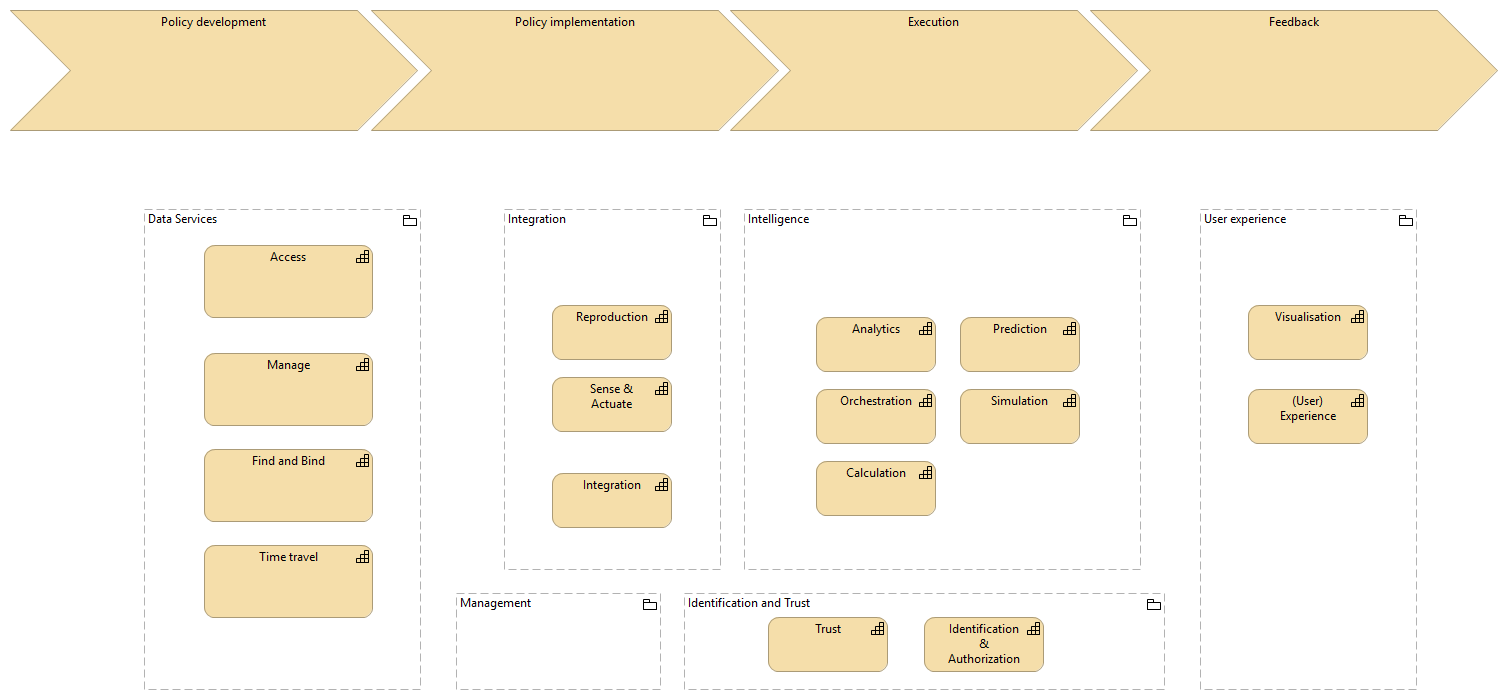 Policy development
Policy implementation
Execution
Feedback
Data Services
Access
Manage
Find and Bind
Time travel
Integration
Reproduction
Sense &
Actuate
Integration
Intelligence
Analytics
Prediction
Orchestration
Simulation
Calculation
User experience
Visualisation
(User)
Experience
Management
Identification and Trust
Trust
Identification
&
Authorization